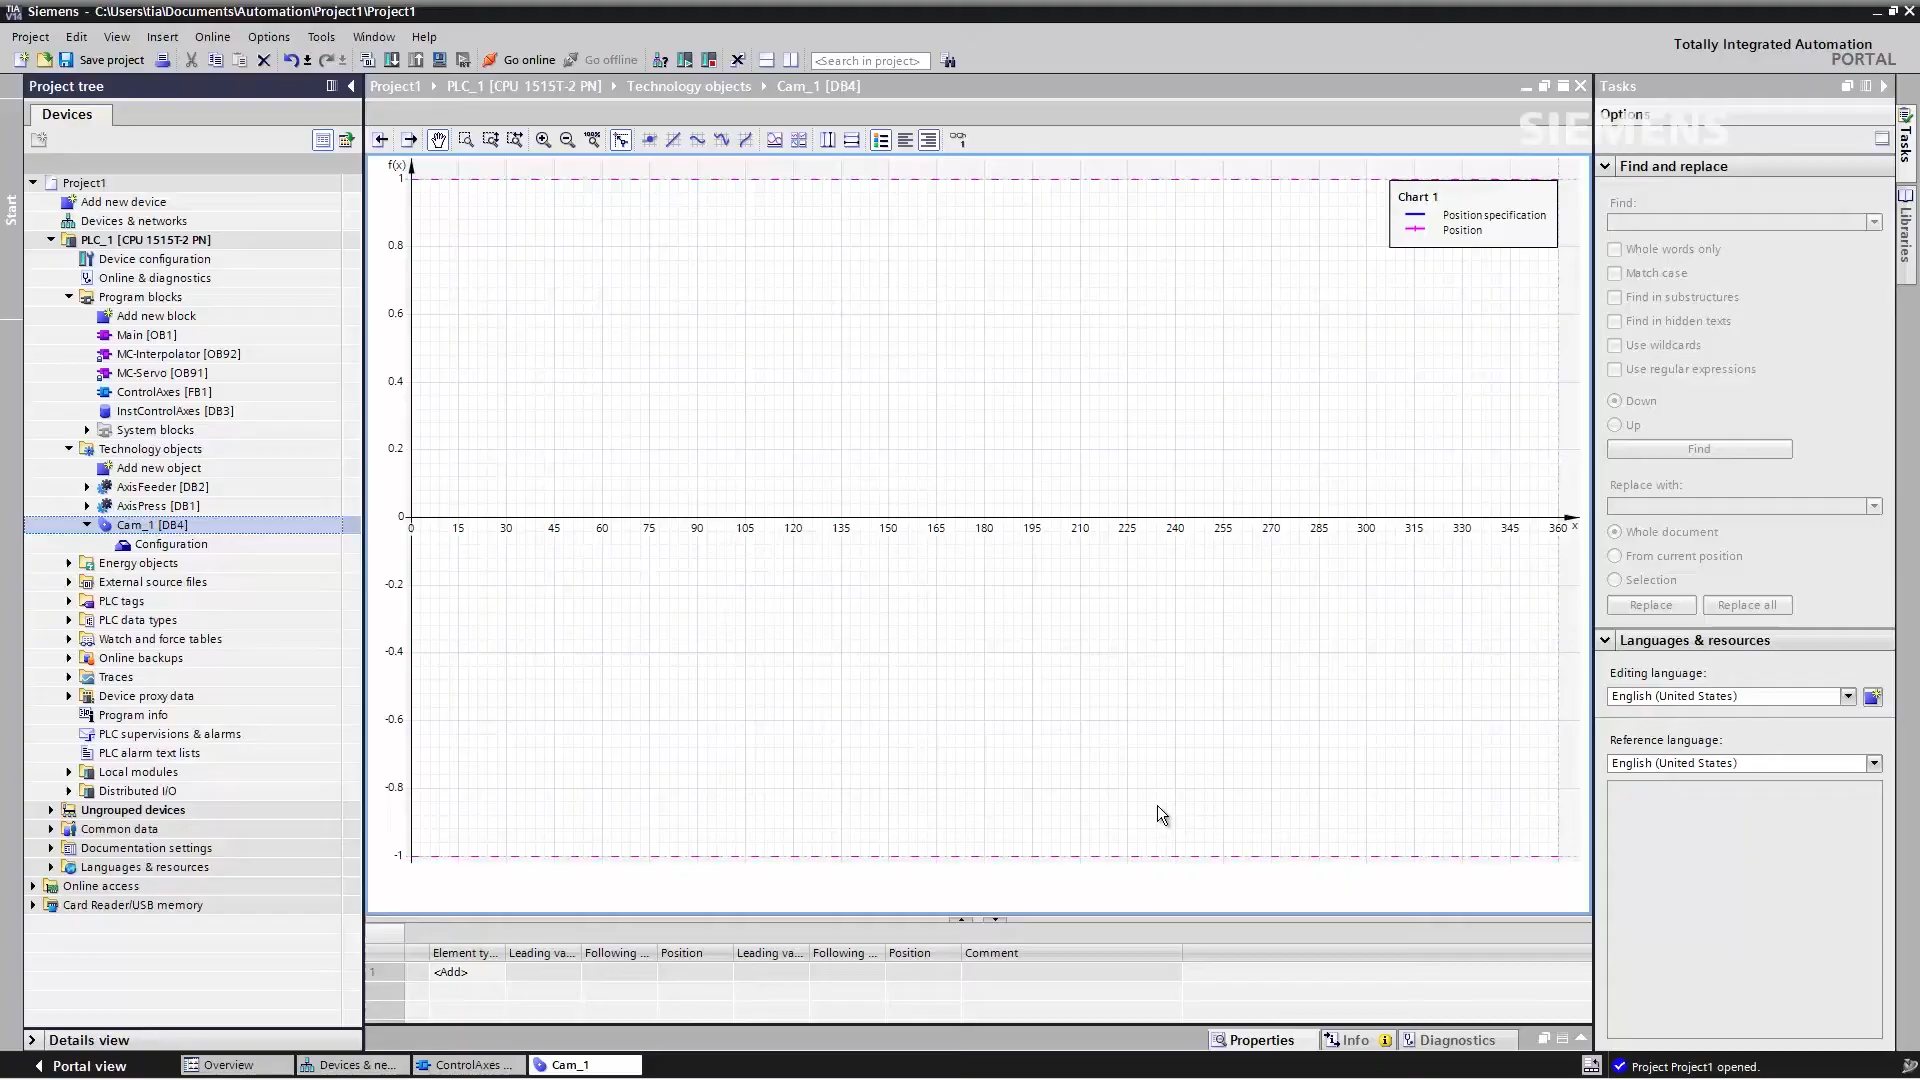 Siemens - C:\Users\tia\Documents\Automation\Project1\Project1
TIA
V14
Project Edit View Insert Online Options Tools Window Help
Totally Integrated Automation
PORTAL
Save project
Go online
Go offline
<Search in project>
Project tree
Project1 PLC_1 [CPU 1515T-2 PN] Technology objects Cam_1 [DB4]
Tasks
Devices
Options
SIEMENS
Start
Tasks
Libraries
Project1
Add new device
Devices & networks
PLC_1 [CPU 1515T-2 PN]
Device configuration
Online & diagnostics
Program blocks
Add new block
Main [OB1]
MC-Interpolator [OB92]
MC-Servo [OB91]
ControlAxes [FB1]
InstControlAxes [DB3]
System blocks
Technology objects
Add new object
AxisFeeder [DB2]
AxisPress [DB1]
Cam_1 [DB4]
Configuration
Energy objects
External source files
PLC tags
PLC data types
Watch and force tables
Online backups
Traces
Device proxy data
Program info
PLC supervisions & alarms
PLC alarm text lists
Local modules
Distributed I/O
Ungrouped devices
Common data
Documentation settings
Languages & resources
Online access
Card Reader/USB memory
Details view
100%
1
f(x)
1
0.8
0.6
0.4
0.2
0
-0.2
-0.4
-0.6
-0.8
-1
0 15 30 45 60 75 90 105 120 135 150 165 180 195 210 225 240 255 270 285 300 315 330 345 360 x
Chart 1
Position specification
Position
Element ty... Leading va... Following ... Position Leading va... Following ... Position Comment
1 <Add>
Properties Info Diagnostics
Find and replace
Find:
Whole words only
Match case
Find in substructures
Find in hidden texts
Use wildcards
Use regular expressions
Down
Up
Find
Replace with:
Whole document
From current position
Selection
Replace Replace all
Languages & resources
Editing language:
English (United States)
Reference language:
English (United States)
Portal view Overview Devices & ne... ControlAxes ... Cam_1
Project Project1 opened.